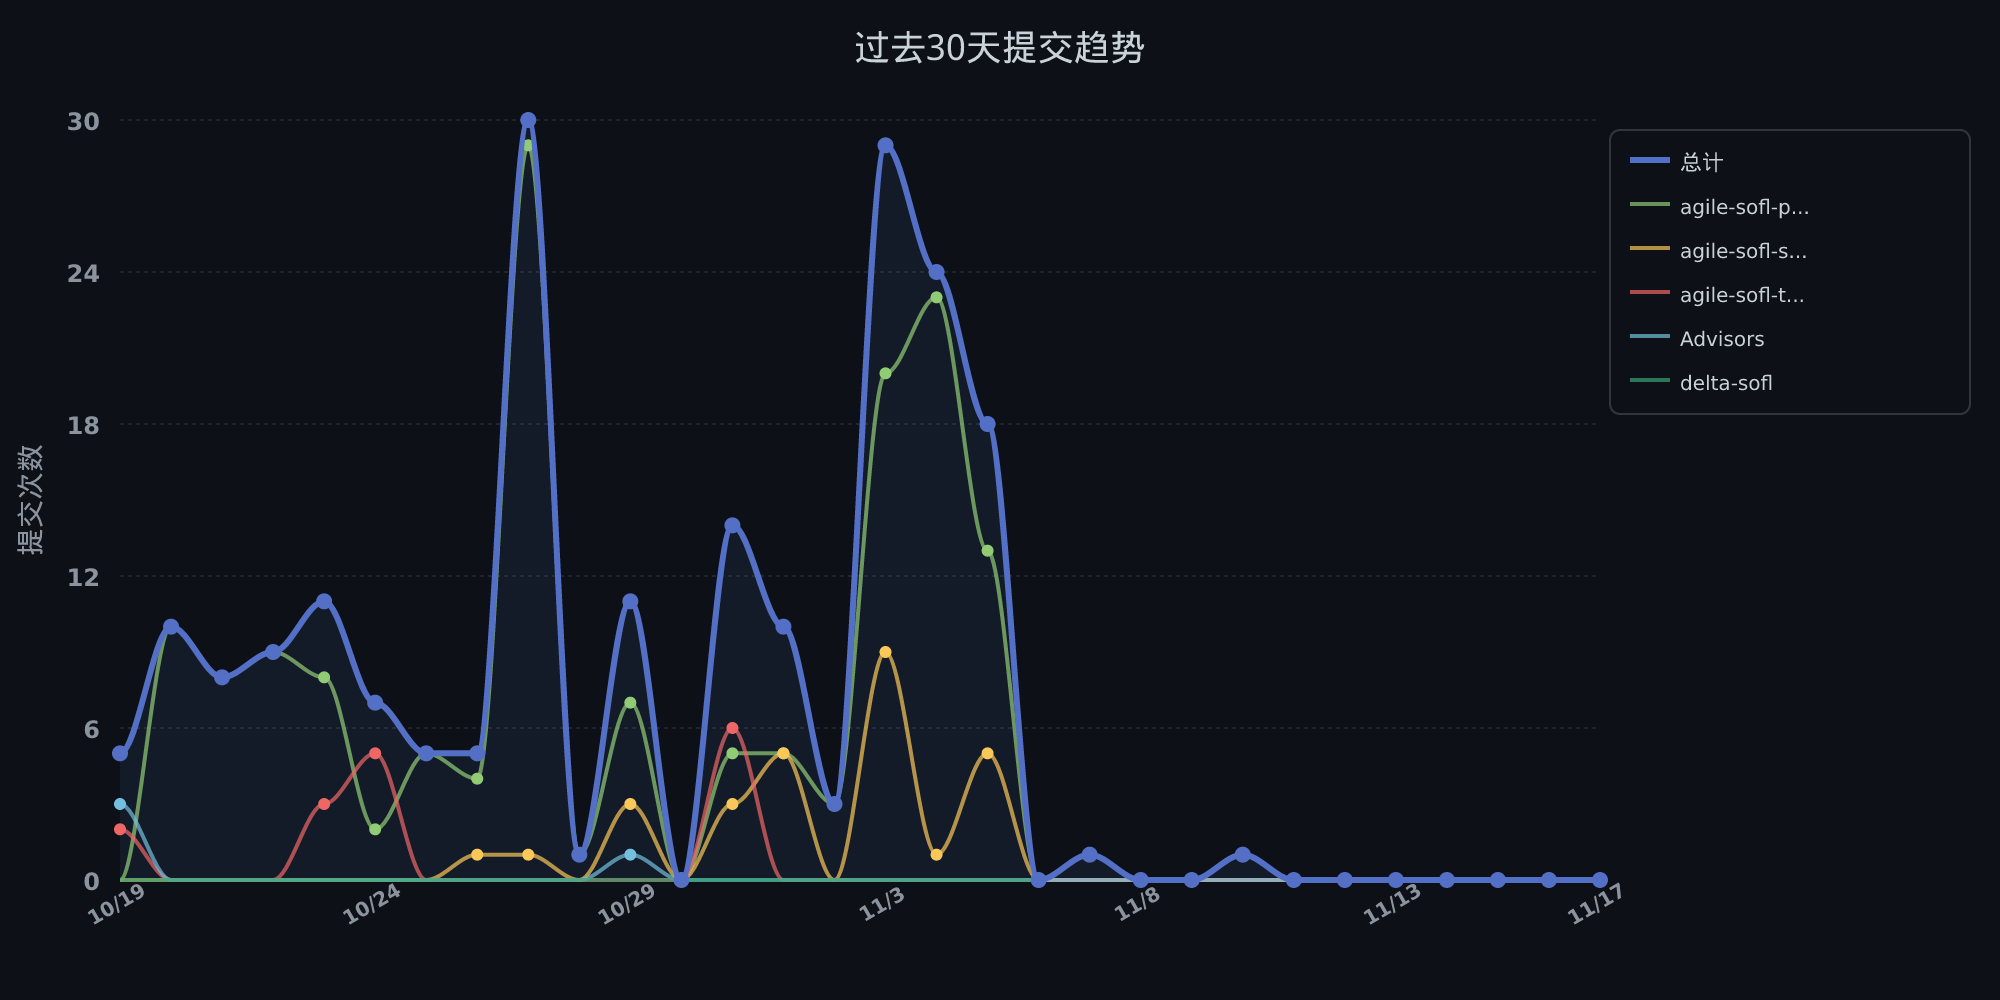 过去30天提交趋势
提交次数
30
24
18
12
6
0
10/19
10/24
10/29
11/3
11/8
11/13
11/17
总计
agile-sofl-p...
agile-sofl-s...
agile-sofl-t...
Advisors
delta-sofl